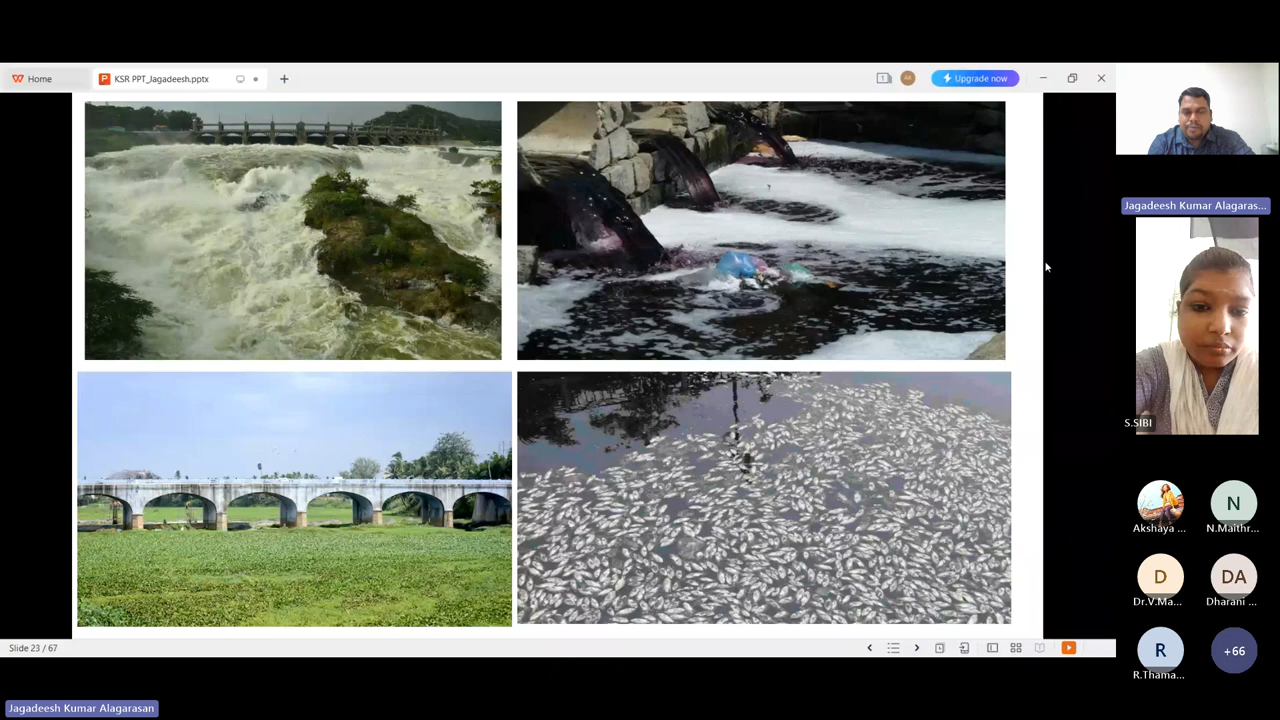 Home
KSR PPT_Jagadeesh.pptx
Upgrade now
Jagadeesh Kumar Alagaras...
S.SIBI
Akshaya ...
N
N.Maithr...
D
Dr.V.Ma...
DA
Dharani ...
R
R.Thama...
+66
Slide 23 / 67
Jagadeesh Kumar Alagarasan